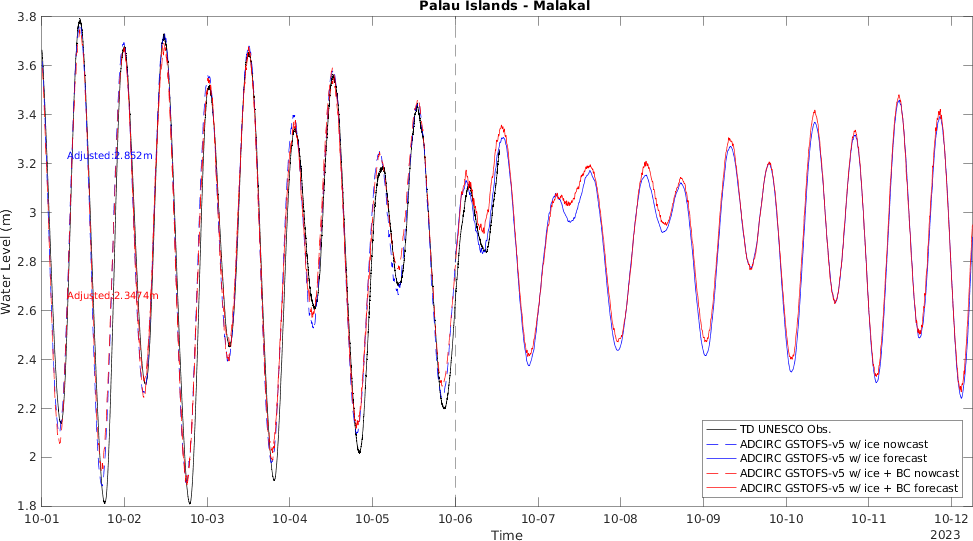 Palau Islands - Malakal
Water Level (m)
3.8
3.6
3.4
3.2
3
2.8
2.6
2.4
2.2
2
1.8
Adjusted:2.852m
Adjusted:2.3474m
TD UNESCO Obs.
ADCIRC GSTOFS-v5 w/ ice nowcast
ADCIRC GSTOFS-v5 w/ ice forecast
ADCIRC GSTOFS-v5 w/ ice + BC nowcast
ADCIRC GSTOFS-v5 w/ ice + BC forecast
10-01 10-02 10-03 10-04 10-05 10-06 10-07 10-08 10-09 10-10 10-11 10-12
Time
2023